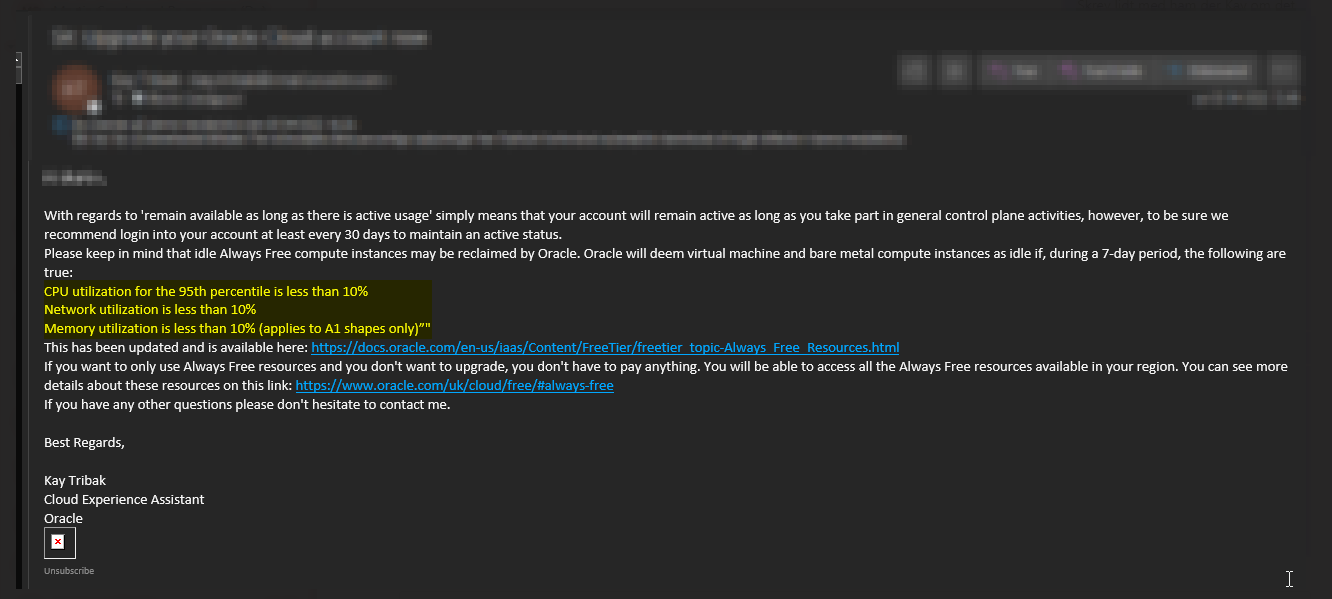 With regards to 'remain available as long as there is active usage' simply means that your account will remain active as long as you take part in general control plane activities, however, to be sure we
recommend login into your account at least every 30 days to maintain an active status.
Please keep in mind that idle Always Free compute instances may be reclaimed by Oracle. Oracle will deem virtual machine and bare metal compute instances as idle if, during a 7-day period, the following are
true:
CPU utilization for the 95th percentile is less than 10%
Network utilization is less than 10%
Memory utilization is less than 10% (applies to A1 shapes only)”"
This has been updated and is available here: https://docs.oracle.com/en-us/iaas/Content/FreeTier/freetier_topic-Always_Free_Resources.html
If you want to only use Always Free resources and you don't want to upgrade, you don't have to pay anything. You will be able to access all the Always Free resources available in your region. You can see more
details about these resources on this link: https://www.oracle.com/uk/cloud/free/#always-free
If you have any other questions please don't hesitate to contact me.
Best Regards,
Kay Tribak
Cloud Experience Assistant
Oracle
Unsubscribe